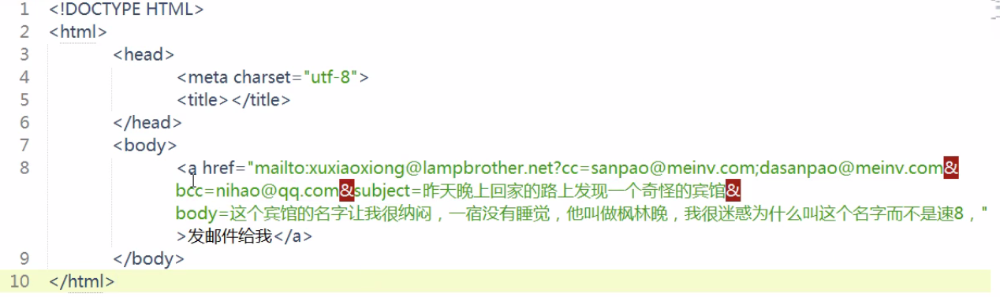 1 <!DOCTYPE HTML>
2 <html>
3 <head>
4 <meta charset="utf-8">
5 <title></title>
6 </head>
7 <body>
8 <a href="mailto:xuxiaoxiong@lampbrother.net?cc=sanpao@meinv.com;dasanpao@meinv.com&
bcc=nihao@qq.com&subject=昨天晚上回家的路上发现一个奇怪的宾馆&
body=这个宾馆的名字让我很纳闷，一宿没有睡觉，他叫做枫林晚，我很迷惑为什么叫这个名字而不是速8，"
>发邮件给我</a>
9 </body>
10 </html>